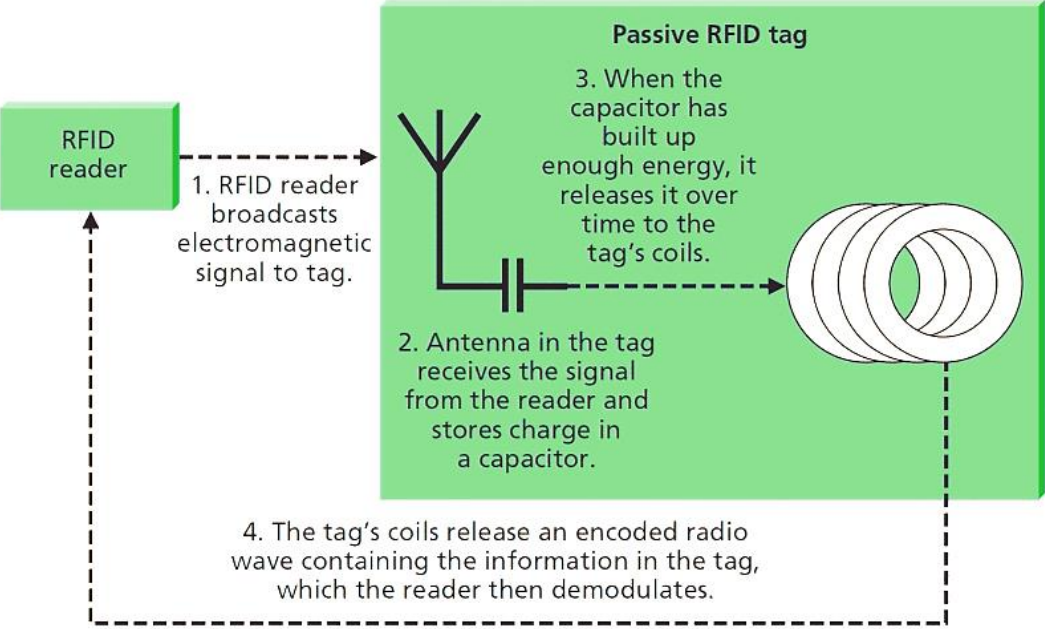 Passive RFID tag
RFID
reader
1. RFID reader
broadcasts
electromagnetic
signal to tag.
2. Antenna in the tag
receives the signal
from the reader and
stores charge in
a capacitor.
3. When the
capacitor has
built up
enough energy, it
releases it over
time to the
tag’s coils.
4. The tag’s coils release an encoded radio
wave containing the information in the tag,
which the reader then demodulates.